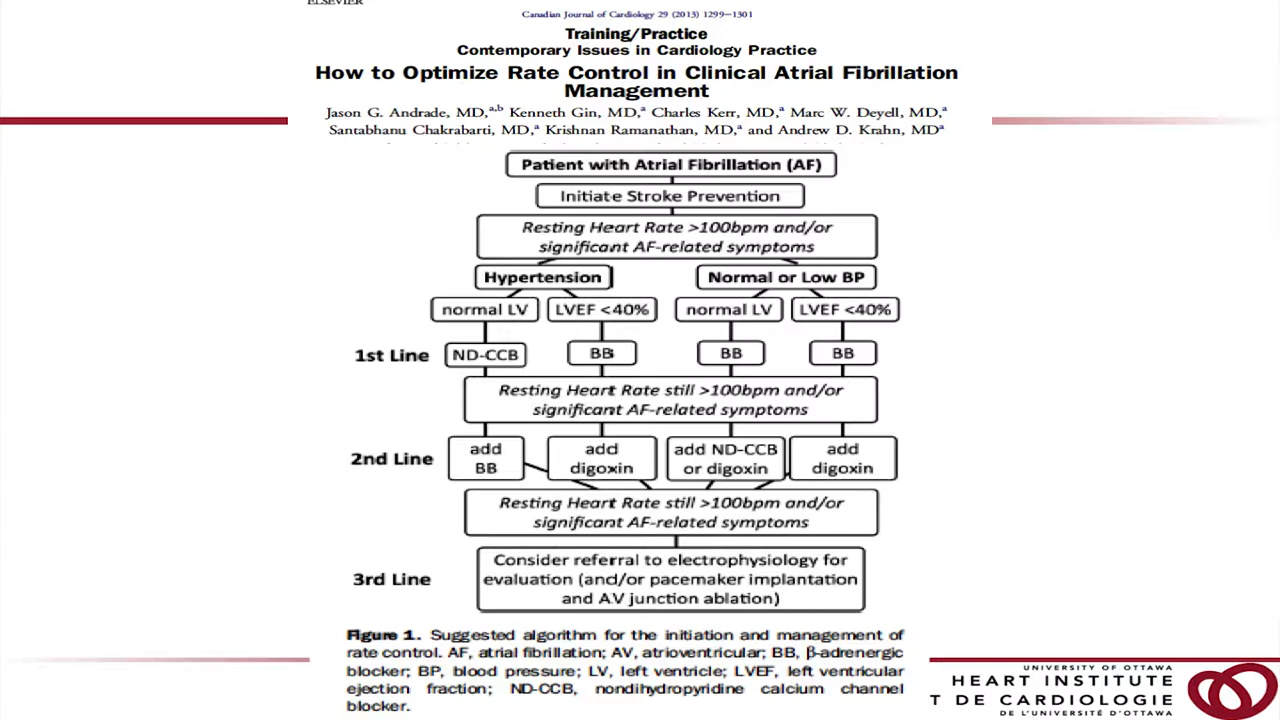 ELSEVIER
Canadian Journal of Cardiology 29 (2013) 1299–1301
Training/Practice
Contemporary Issues in Cardiology Practice
How to Optimize Rate Control in Clinical Atrial Fibrillation
Management
Jason G. Andrade, MD,a,b Kenneth Gin, MD,a Charles Kerr, MD,a Marc W. Deyell, MD,a
Santabhanu Chakrabarti, MD,a Krishnan Ramanathan, MD,a and Andrew D. Krahn, MDa
Patient with Atrial Fibrillation (AF)
Initiate Stroke Prevention
Resting Heart Rate >100bpm and/or
significant AF-related symptoms
Hypertension
Normal or Low BP
normal LV
LVEF <40%
normal LV
LVEF <40%
1st Line
ND-CCB
BB
BB
BB
Resting Heart Rate still >100bpm and/or
significant AF-related symptoms
2nd Line
add
BB
add
digoxin
add ND-CCB
or digoxin
add
digoxin
Resting Heart Rate still >100bpm and/or
significant AF-related symptoms
3rd Line
Consider referral to electrophysiology for
evaluation (and/or pacemaker implantation
and AV junction ablation)
Figure 1. Suggested algorithm for the initiation and management of
rate control. AF, atrial fibrillation; AV, atrioventricular; BB, β-adrenergic
blocker; BP, blood pressure; LV, left ventricle; LVEF, left ventricular
ejection fraction; ND-CCB, nondihydropyridine calcium channel
blocker.
UNIVERSITY OF OTTAWA
HEART INSTITUTE
T DE CARDIOLOGIE
DE L'UNIVERSITÉ D'OTTAWA